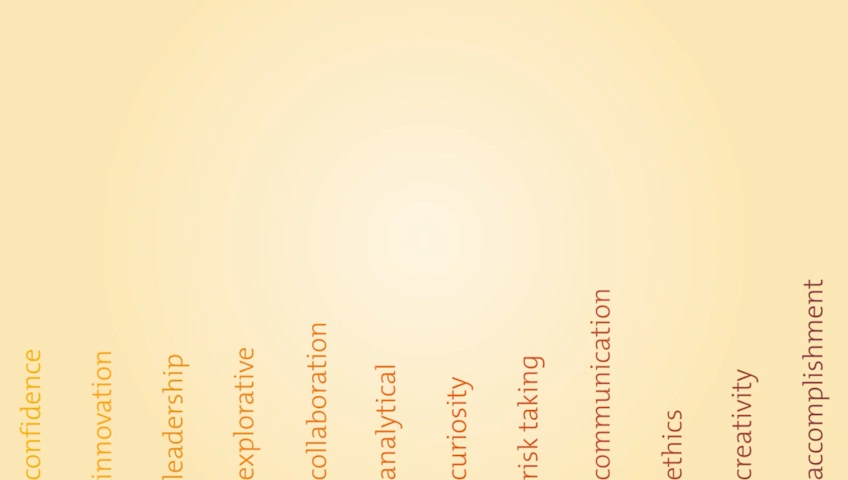 confidence
innovation
leadership
explorative
collaboration
analytical
curiosity
risk taking
communication
ethics
creativity
accomplishment